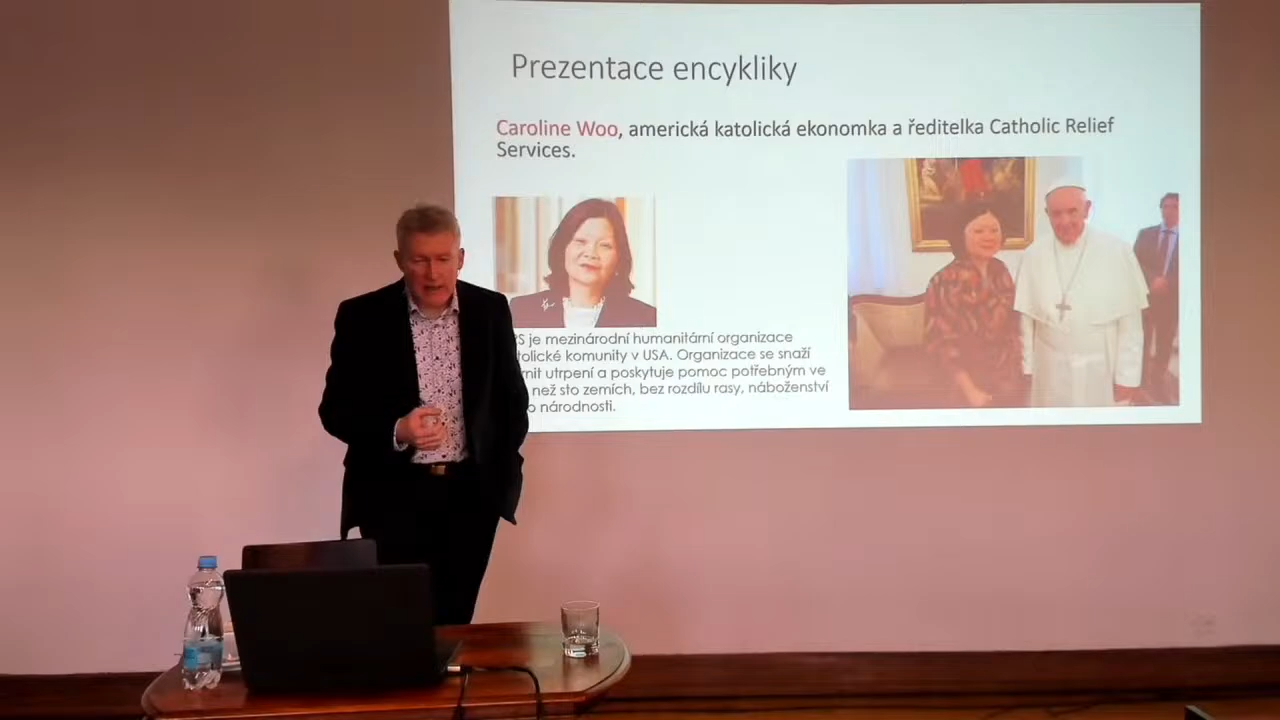 Prezentace encykliky
Caroline Woo, americká katolická ekonomka a ředitelka Catholic Relief
Services.
je mezinárodní humanitární organizace
komunity v USA. Organizace se snaží
utrpení a poskytuje pomoc potřebným ve
než sto zemích, bez rozdílu rasy, náboženství
národnosti.